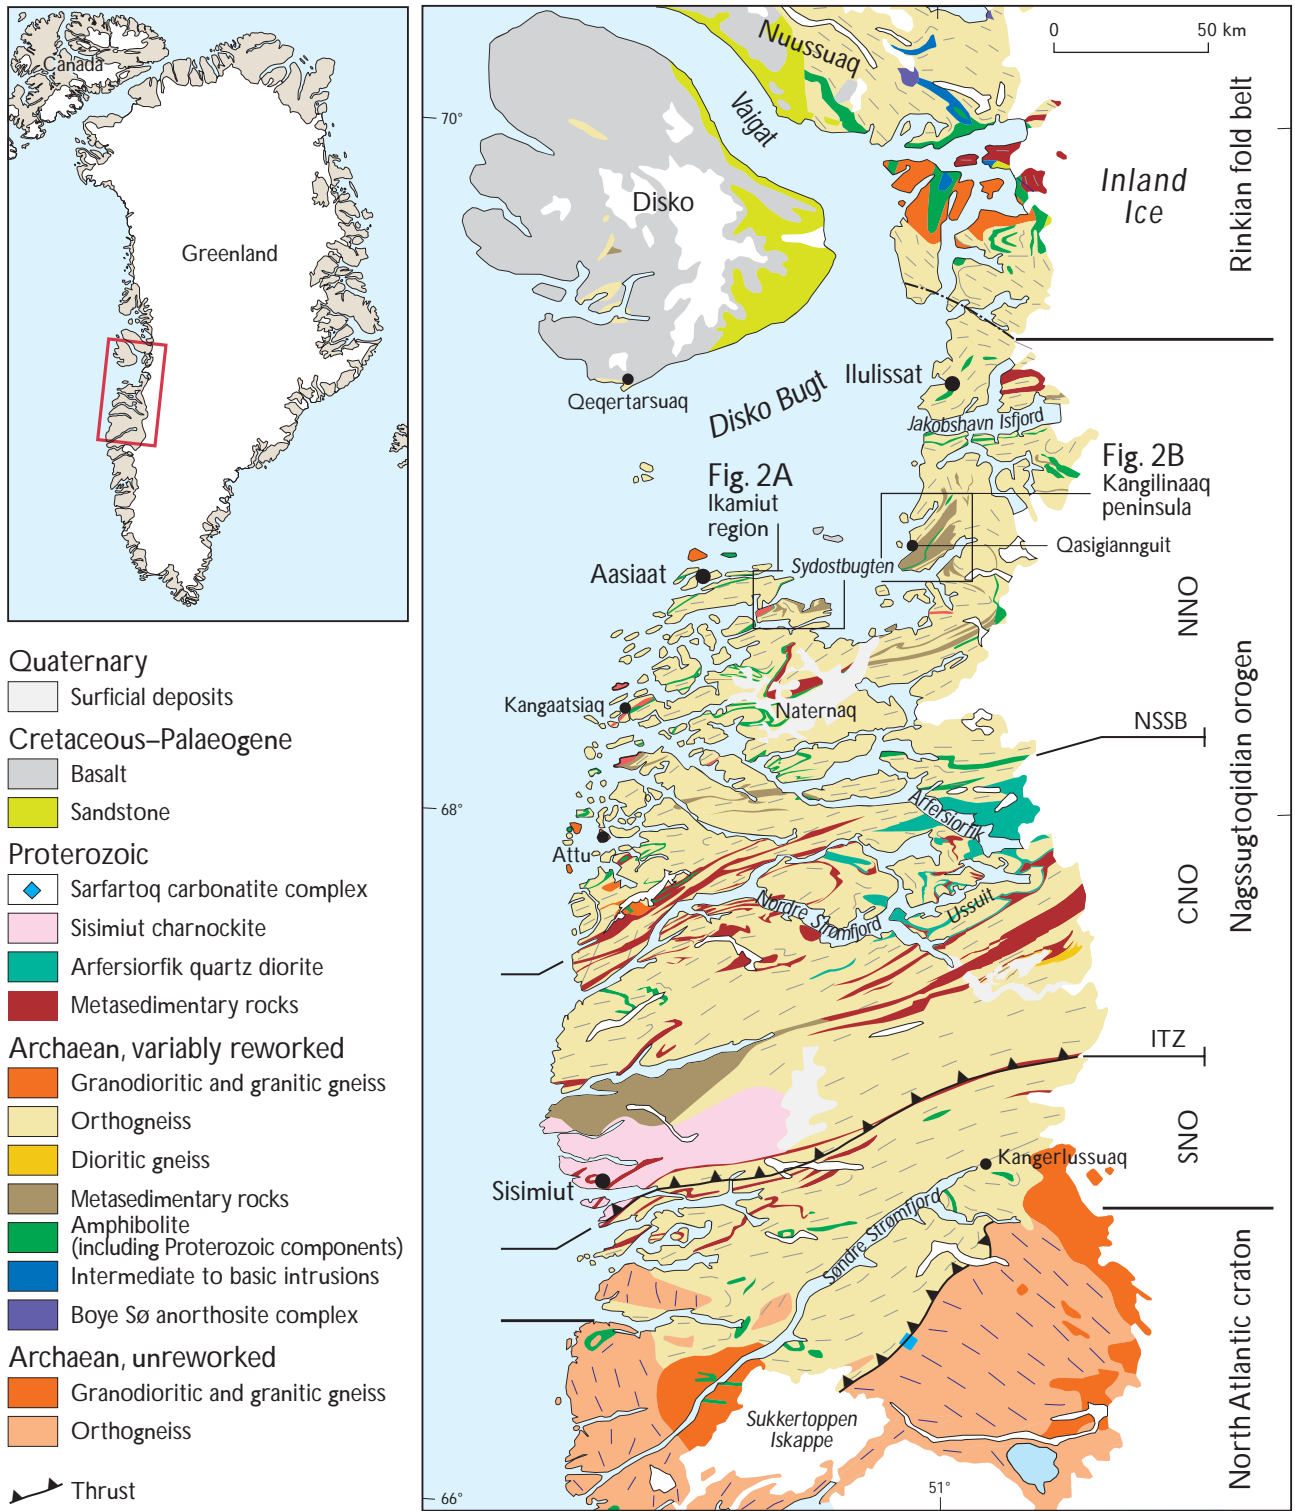 Canada
Greenland
Quaternary
Surficial deposits
Cretaceous–Palaeogene
Basalt
Sandstone
Proterozoic
Sarfartoq carbonatite complex
Sisimiut charnockite
Arfersiorfik quartz diorite
Metasedimentary rocks
Archaean, variably reworked
Granodioritic and granitic gneiss
Orthogneiss
Dioritic gneiss
Metasedimentary rocks
Amphibolite
(including Proterozoic components)
Intermediate to basic intrusions
Boye Sø anorthosite complex
Archaean, unreworked
Granodioritic and granitic gneiss
Orthogneiss
Thrust
0 50 km
Nuussuaq
70°
Vaigat
Inland
Ice
Disko
Rinkian fold belt
Ilulissat
Qeqertarsuaq
Disko Bugt
Jakobshavn Isfjord
Fig. 2A
Ikamiut
region
Fig. 2B
Kangilinaaq
peninsula
Qasigiannguit
Sydostbugten
Aasiaat
NNO
Kangaatsiaq
Naternaq
NSSB
Nagssugtoqidian orogen
68°
Arfersiorfik
Attu
CNO
Nordre Strømfjord
Ussuit
ITZ
SNO
Kangerlussuaq
Sisimiut
Søndre Strømfjord
North Atlantic craton
Sukkertoppen
Iskappe
66°
51°